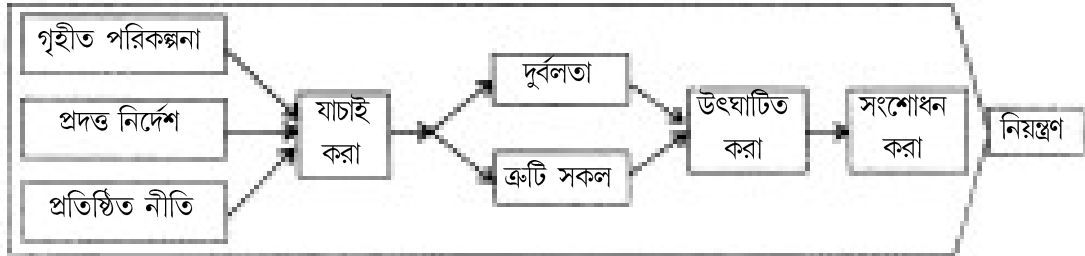 গৃহীত পরিকল্পনা
প্রদত্ত নির্দেশ
প্রতিষ্ঠিত নীতি
যাচাই
করা
দুর্বলতা
ত্রুটি সকল
উৎঘাটিত
করা
সংশোধন
করা
নিয়ন্ত্রণ